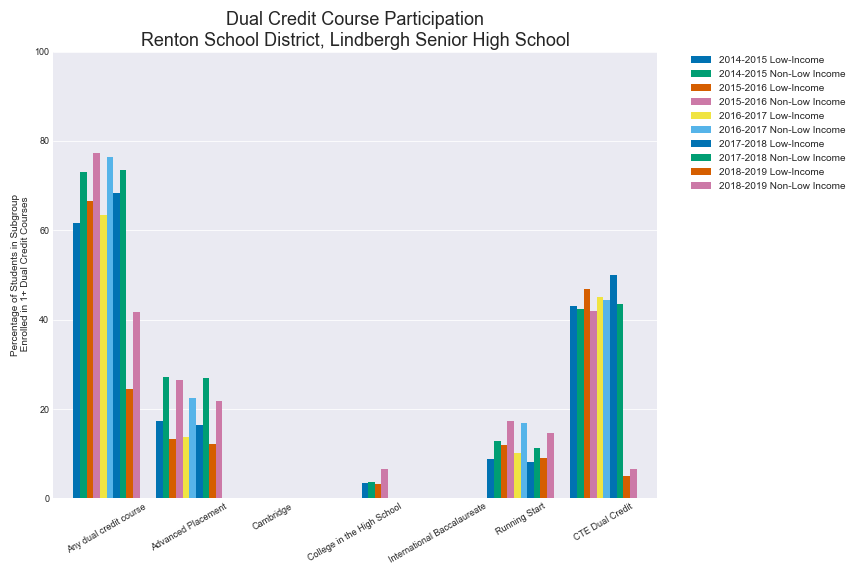 Dual Credit Course Participation
Renton School District, Lindbergh Senior High School
2014-2015 Low-Income
2014-2015 Non-Low Income
2015-2016 Low-Income
2015-2016 Non-Low Income
2016-2017 Low-Income
2016-2017 Non-Low Income
2017-2018 Low-Income
2017-2018 Non-Low Income
2018-2019 Low-Income
2018-2019 Non-Low Income
Percentage of Students in Subgroup
Enrolled in 1+ Dual Credit Courses
100
80
60
40
20
0
Any dual credit course
Advanced Placement
Cambridge
College in the High School
International Baccalaureate
Running Start
CTE Dual Credit